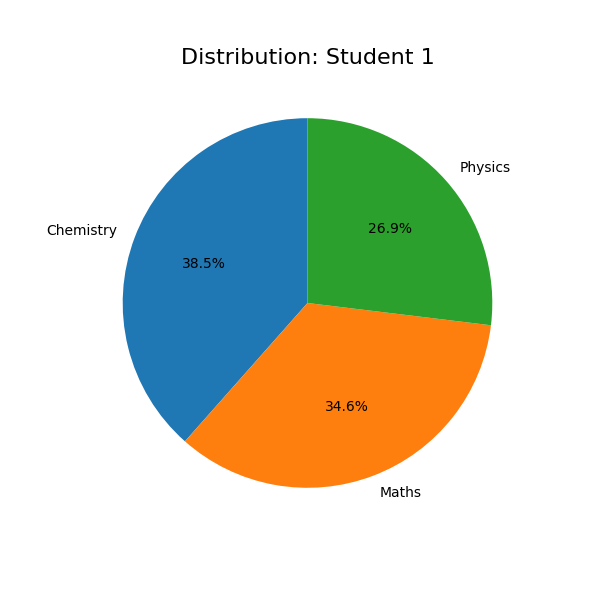 Distribution: Student 1
Physics
Chemistry
26.9%
38.5%
34.6%
Maths